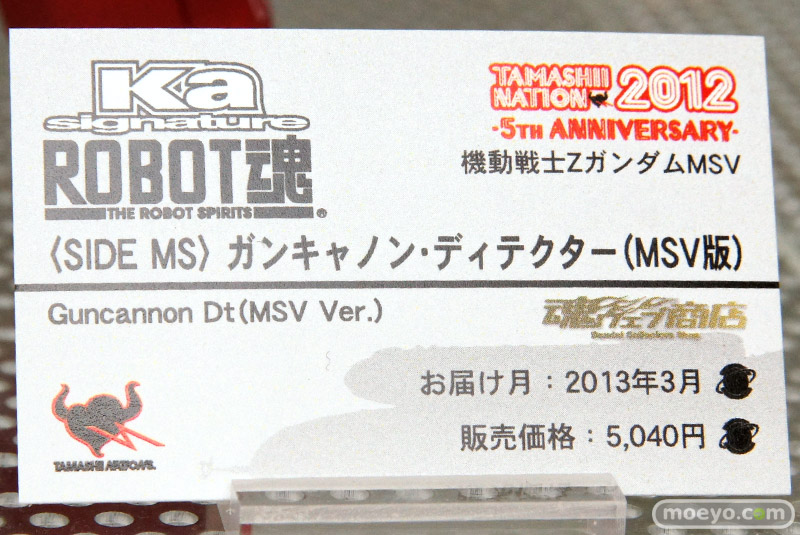 Ka
signature
ROBOT魂
THE ROBOT SPIRITS ®
TAMASHII
NATION 2012
-5TH ANNIVERSARY-
機動戦士ZガンダムMSV
〈SIDE MS〉 ガンキャノン・ディテクター(MSV版)
Guncannon Dt(MSV Ver.)
魂ウェブ商店
お届け月：2013年3月
販売価格：5,040円
TAMASHII NATIONS
moeyo.com